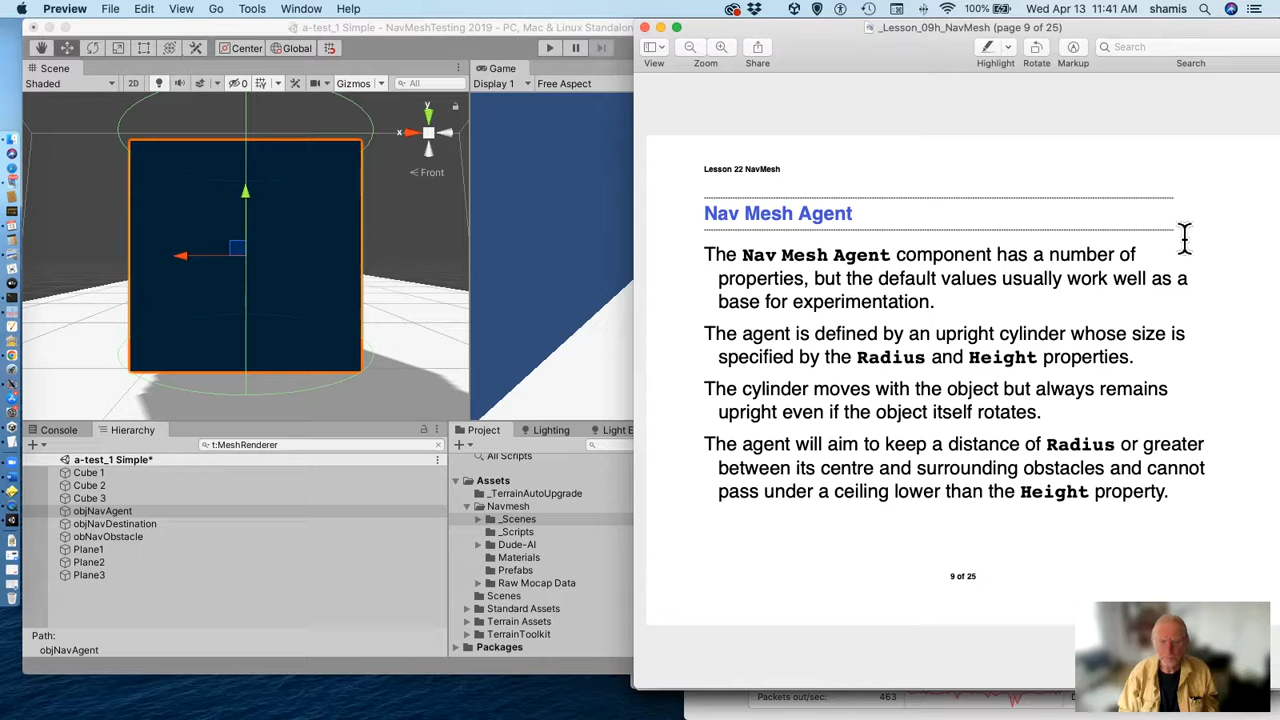 Preview File Edit View Go Tools Window Help
100% Wed Apr 13 11:41 AM shamis
a-test_1 Simple - NavMeshTesting 2019 - PC, Mac & Linux Standalon
Center Global
Scene
Game
Shaded 2D 0 Gizmos All
Display 1 Free Aspect
y
x
Front
Console Hierarchy
t:MeshRenderer
a-test_1 Simple*
Cube 1
Cube 2
Cube 3
objNavAgent
objNavDestination
obNavObstacle
Plane1
Plane2
Plane3
Path:
objNavAgent
Project Lighting Light E
All Scripts
Assets
_TerrainAutoUpgrade
Navmesh
_Scenes
_Scripts
Dude-AI
Materials
Prefabs
Raw Mocap Data
Scenes
Standard Assets
Terrain Assets
TerrainToolkit
Packages
_Lesson_09h_NavMesh (page 9 of 25)
Search
View Zoom Share Highlight Rotate Markup Search
Lesson 22 NavMesh
Nav Mesh Agent
The Nav Mesh Agent component has a number of
properties, but the default values usually work well as a
base for experimentation.
The agent is defined by an upright cylinder whose size is
specified by the Radius and Height properties.
The cylinder moves with the object but always remains
upright even if the object itself rotates.
The agent will aim to keep a distance of Radius or greater
between its centre and surrounding obstacles and cannot
pass under a ceiling lower than the Height property.
9 of 25
Packets out/sec: 463